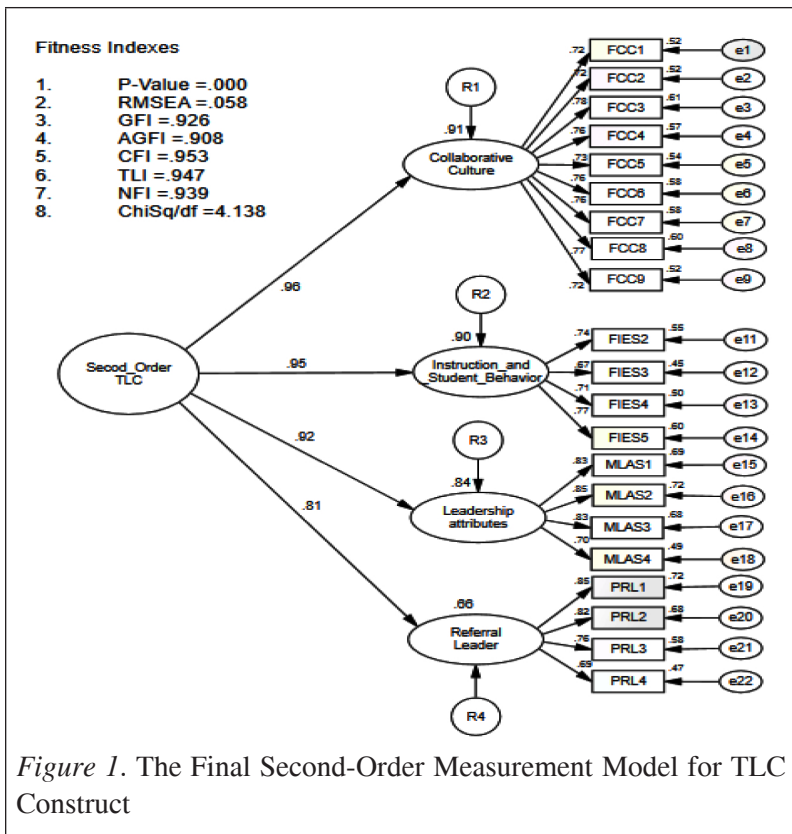 Fitness Indexes
1. P-Value =.000
2. RMSEA =.058
3. GFI =.926
4. AGFI =.908
5. CFI =.953
6. TLI =.947
7. NFI =.939
8. ChiSq/df =4.138
R1
.91
Collaborative
Culture
.72 FCC1 .52 e1
.72 FCC2 .52 e2
.78 FCC3 .61 e3
.76 FCC4 .57 e4
.73 FCC5 .54 e5
.76 FCC6 .58 e6
.76 FCC7 .58 e7
.77 FCC8 .60 e8
.72 FCC9 .52 e9
.96
R2
.90
Instruction_and
_Student_Behavior
.74 FIES2 .55 e11
.67 FIES3 .45 e12
.71 FIES4 .50 e13
.77 FIES5 .60 e14
Secod_Order
TLC
.95
.92
R3
.84
Leadership
attributes
.83 MLAS1 .69 e15
.85 MLAS2 .72 e16
.83 MLAS3 .68 e17
.70 MLAS4 .49 e18
.81
.66
Referral
Leader
.85 PRL1 .72 e19
.82 PRL2 .68 e20
.76 PRL3 .58 e21
.69 PRL4 .47 e22
R4
Figure 1. The Final Second-Order Measurement Model for TLC
Construct